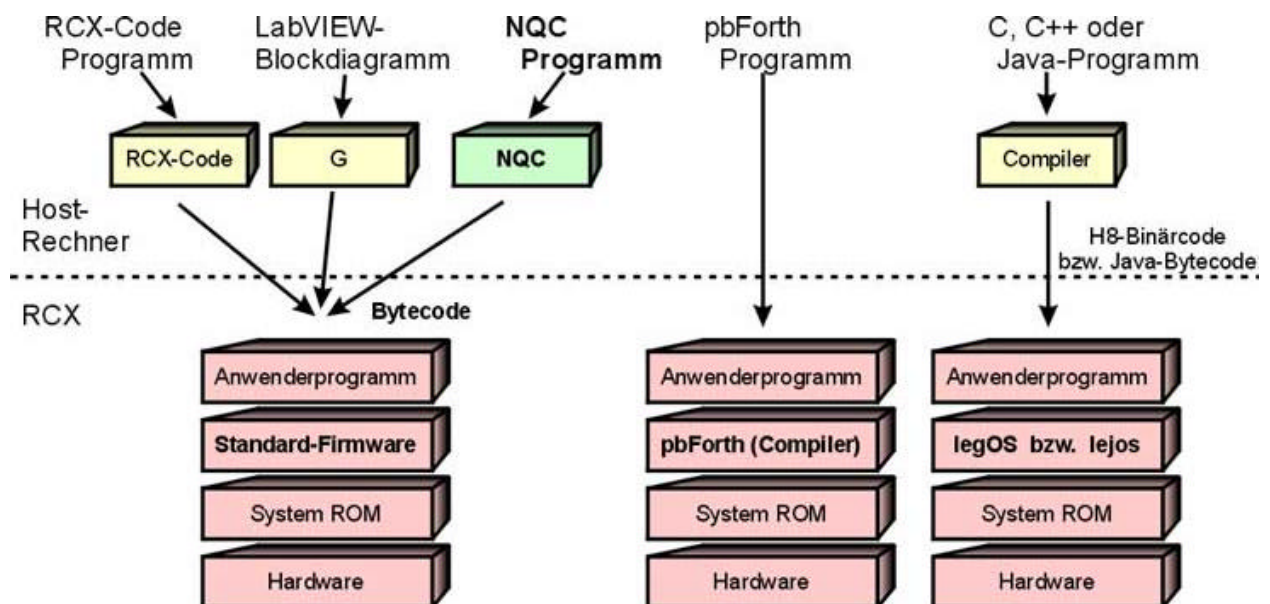 RCX-Code
Programm
LabVIEW-
Blockdiagramm
NQC
Programm
pbForth
Programm
C, C++ oder
Java-Programm
RCX-Code
G
NQC
Compiler
Host-
Rechner
H8-Binärcode
bzw. Java-Bytecode
RCX
Bytecode
Anwenderprogramm
Standard-Firmware
System ROM
Hardware
Anwenderprogramm
pbForth (Compiler)
System ROM
Hardware
Anwenderprogramm
legOS bzw. lejos
System ROM
Hardware